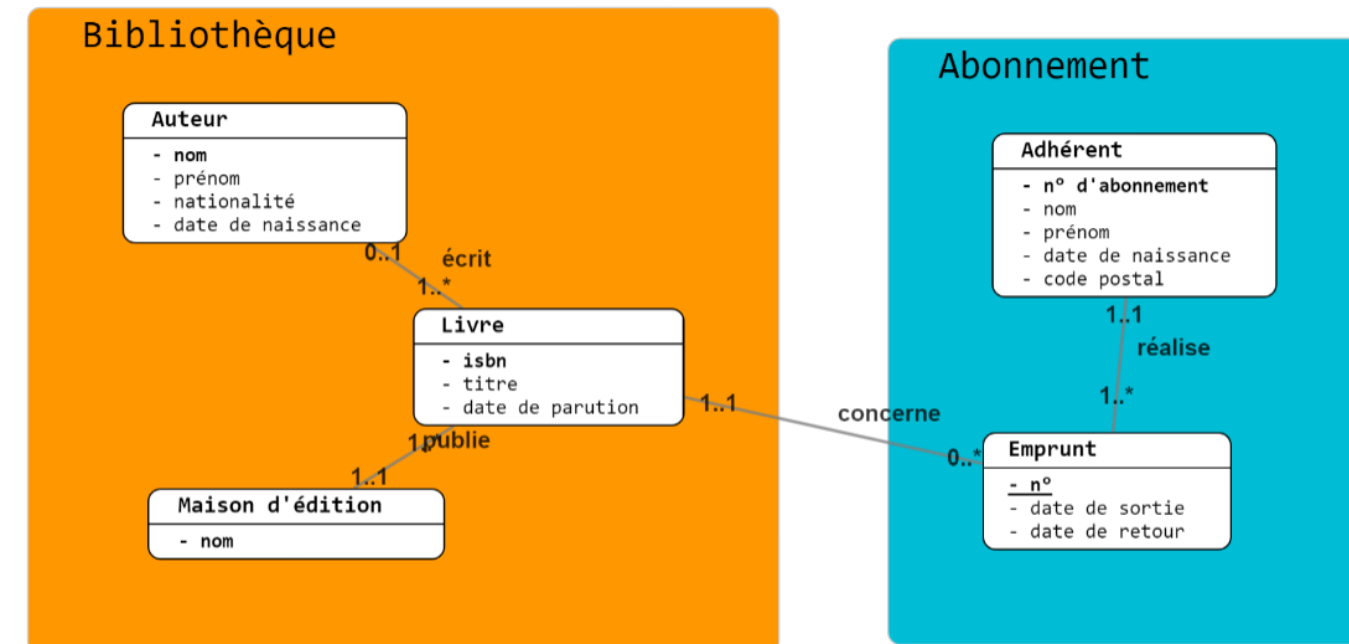 Bibliothèque
Auteur
- nom
- prénom
- nationalité
- date de naissance
0..1
écrit
1..*
Livre
- isbn
- titre
- date de parution
1..1
1..*
publie
1..1
Maison d'édition
- nom
concerne
Abonnement
Adhérent
- n° d'abonnement
- nom
- prénom
- date de naissance
- code postal
1..1
réalise
1..*
0..*
Emprunt
- n°
- date de sortie
- date de retour